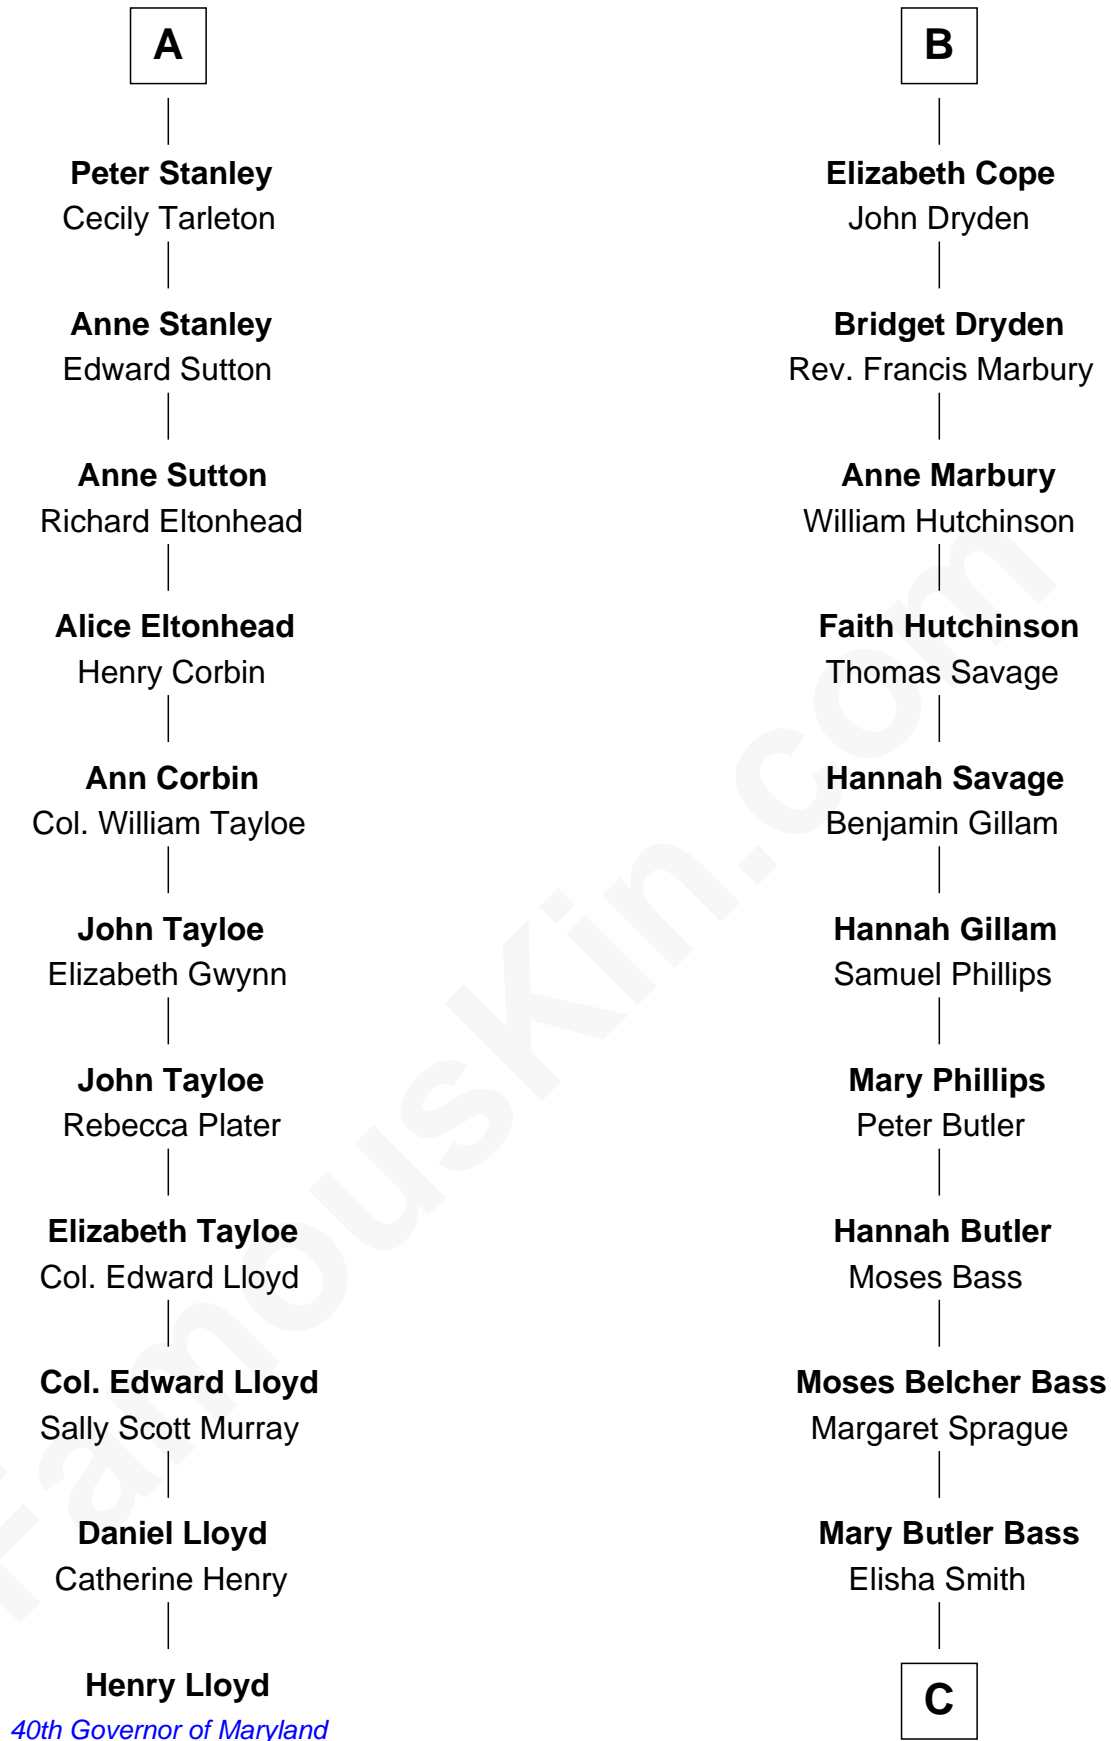 A
Peter Stanley
Cecily Tarleton
Anne Stanley
Edward Sutton
Anne Sutton
Richard Eltonhead
Alice Eltonhead
Henry Corbin
Ann Corbin
Col. William Tayloe
John Tayloe
Elizabeth Gwynn
John Tayloe
Rebecca Plater
Elizabeth Tayloe
Col. Edward Lloyd
Col. Edward Lloyd
Sally Scott Murray
Daniel Lloyd
Catherine Henry
Henry Lloyd
40th Governor of Maryland
B
Elizabeth Cope
John Dryden
Bridget Dryden
Rev. Francis Marbury
Anne Marbury
William Hutchinson
Faith Hutchinson
Thomas Savage
Hannah Savage
Benjamin Gillam
Hannah Gillam
Samuel Phillips
Mary Phillips
Peter Butler
Hannah Butler
Moses Bass
Moses Belcher Bass
Margaret Sprague
Mary Butler Bass
Elisha Smith
C
FamousKin.com